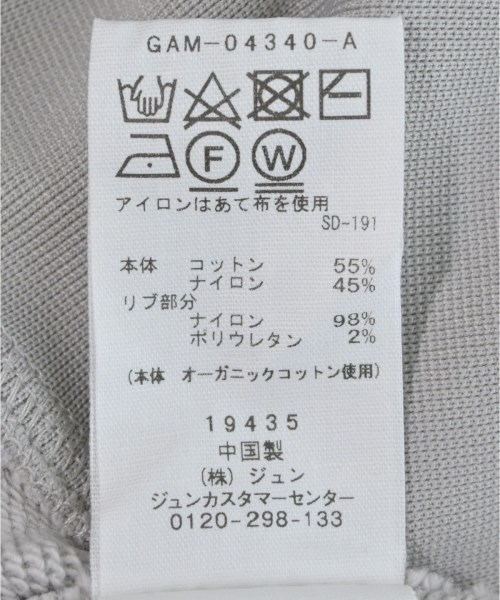 GAM-04340-A
F W
アイロンはあて布を使用
SD-191
本体 コットン 55%
ナイロン 45%
リブ部分
ナイロン 98%
ポリウレタン 2%
(本体 オーガニックコットン使用)
19435
中国製
(株) ジュン
ジュンカスタマーセンター
0120-298-133